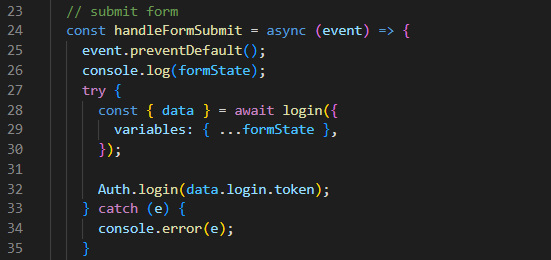 23 // submit form
24 const handleFormSubmit = async (event) => {
25 event.preventDefault();
26 console.log(formState);
27 try {
28 const { data } = await login({
29 variables: { ...formState },
30 });
31
32 Auth.login(data.login.token);
33 } catch (e) {
34 console.error(e);
35 }